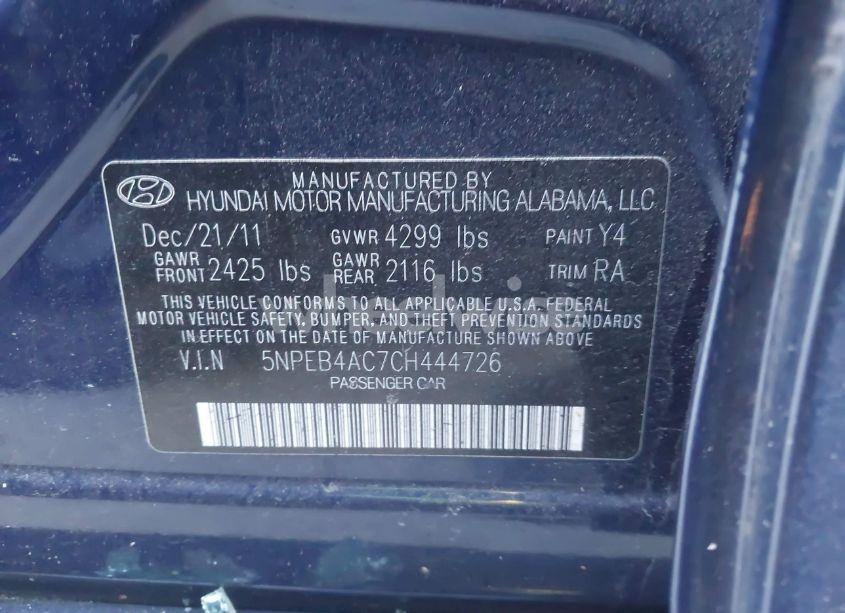 MANUFACTURED BY
HYUNDAI MOTOR MANUFACTURING ALABAMA, LLC
Dec/21/11 GVWR 4299 lbs PAINT Y4
GAWR FRONT 2425 lbs GAWR REAR 2116 lbs TRIM RA
THIS VEHICLE CONFORMS TO ALL APPLICABLE U.S.A. FEDERAL
MOTOR VEHICLE SAFETY, BUMPER, AND THEFT PREVENTION STANDARDS
IN EFFECT ON THE DATE OF MANUFACTURE SHOWN ABOVE
V.I.N 5NPEB4AC7CH444726
PASSENGER CAR